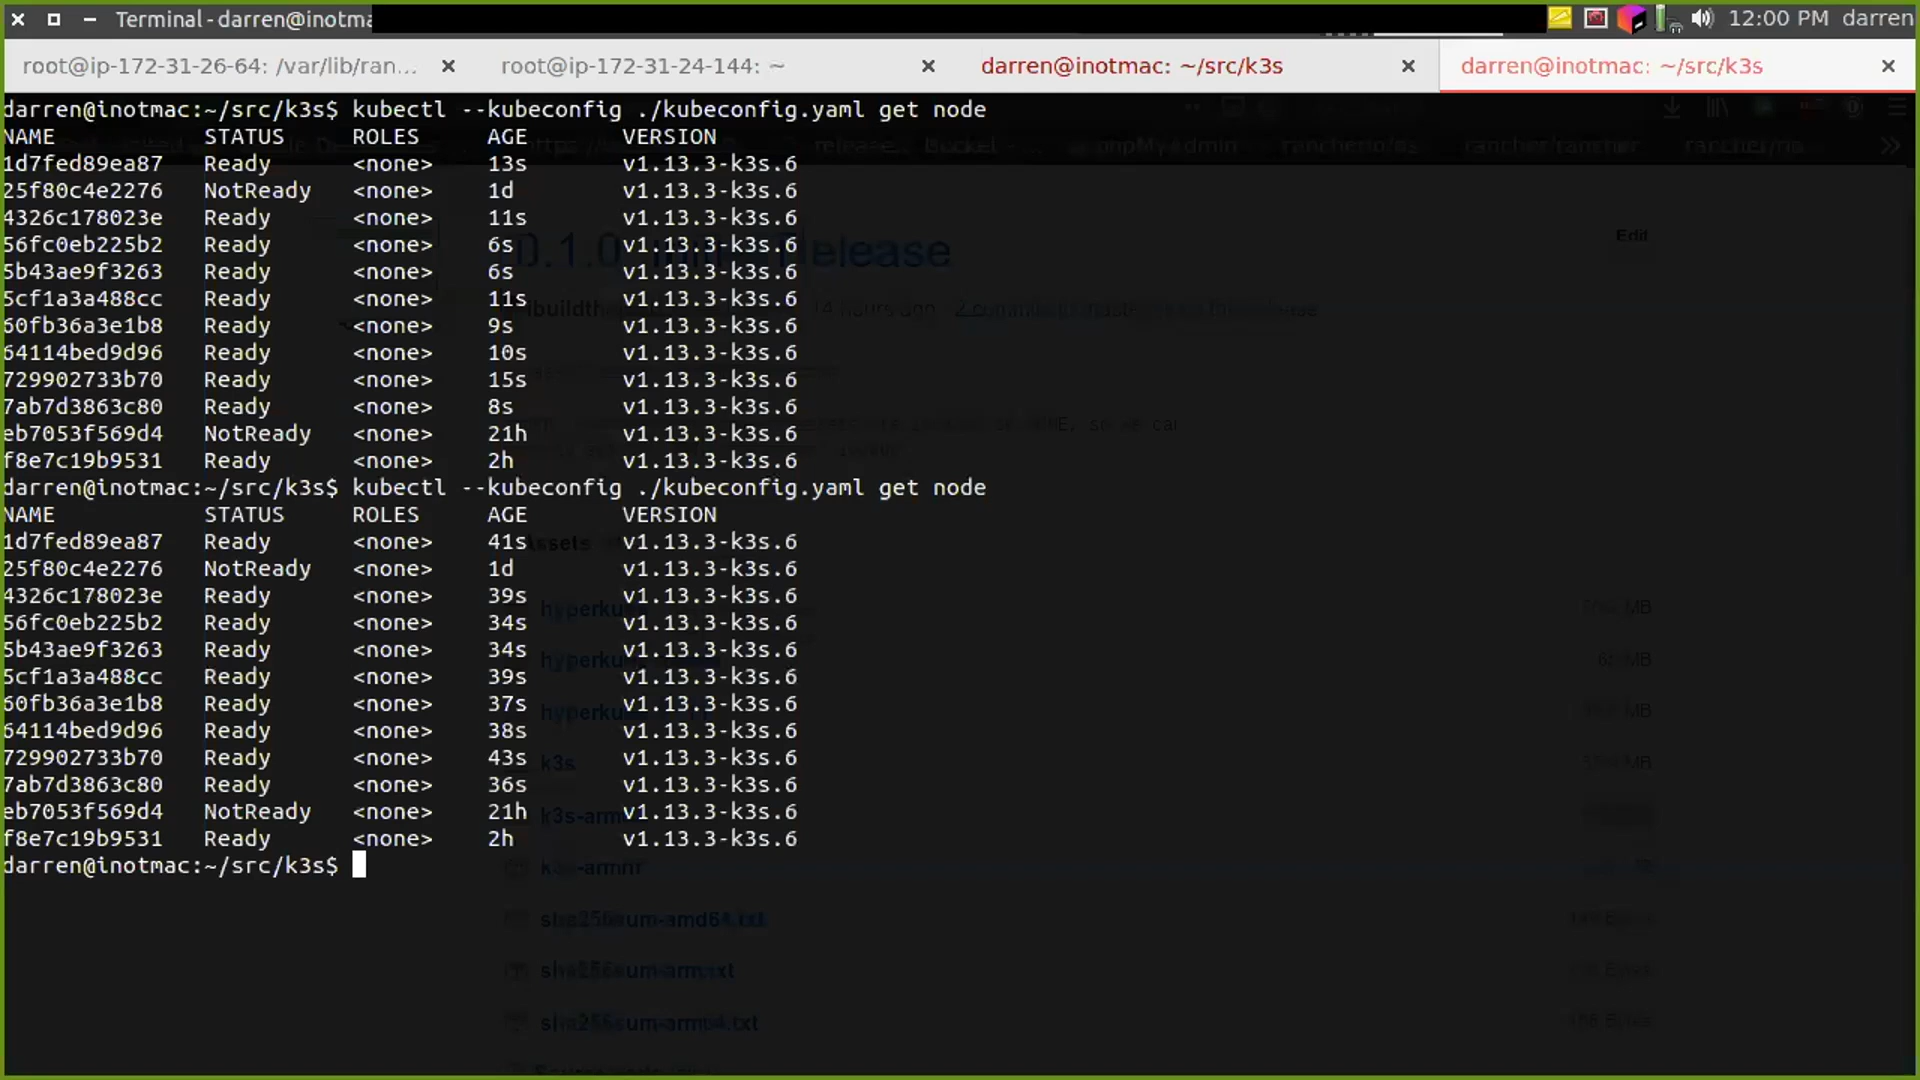 Terminal - darren@inotma
12:00 PM darren
root@ip-172-31-26-64: /var/lib/ran...
root@ip-172-31-24-144: ~
darren@inotmac: ~/src/k3s
darren@inotmac: ~/src/k3s
darren@inotmac:~/src/k3s$ kubectl --kubeconfig ./kubeconfig.yaml get node
NAME STATUS ROLES AGE VERSION
1d7fed89ea87 Ready <none> 13s v1.13.3-k3s.6
25f80c4e2276 NotReady <none> 1d v1.13.3-k3s.6
4326c178023e Ready <none> 11s v1.13.3-k3s.6
56fc0eb225b2 Ready <none> 6s v1.13.3-k3s.6
5b43ae9f3263 Ready <none> 6s v1.13.3-k3s.6
5cf1a3a488cc Ready <none> 11s v1.13.3-k3s.6
60fb36a3e1b8 Ready <none> 9s v1.13.3-k3s.6
64114bed9d96 Ready <none> 10s v1.13.3-k3s.6
729902733b70 Ready <none> 15s v1.13.3-k3s.6
7ab7d3863c80 Ready <none> 8s v1.13.3-k3s.6
eb7053f569d4 NotReady <none> 21h v1.13.3-k3s.6
f8e7c19b9531 Ready <none> 2h v1.13.3-k3s.6
darren@inotmac:~/src/k3s$ kubectl --kubeconfig ./kubeconfig.yaml get node
NAME STATUS ROLES AGE VERSION
1d7fed89ea87 Ready <none> 41s v1.13.3-k3s.6
25f80c4e2276 NotReady <none> 1d v1.13.3-k3s.6
4326c178023e Ready <none> 39s v1.13.3-k3s.6
56fc0eb225b2 Ready <none> 34s v1.13.3-k3s.6
5b43ae9f3263 Ready <none> 34s v1.13.3-k3s.6
5cf1a3a488cc Ready <none> 39s v1.13.3-k3s.6
60fb36a3e1b8 Ready <none> 37s v1.13.3-k3s.6
64114bed9d96 Ready <none> 38s v1.13.3-k3s.6
729902733b70 Ready <none> 43s v1.13.3-k3s.6
7ab7d3863c80 Ready <none> 36s v1.13.3-k3s.6
eb7053f569d4 NotReady <none> 21h v1.13.3-k3s.6
f8e7c19b9531 Ready <none> 2h v1.13.3-k3s.6
darren@inotmac:~/src/k3s$
Release
Edit
Assets
k3s